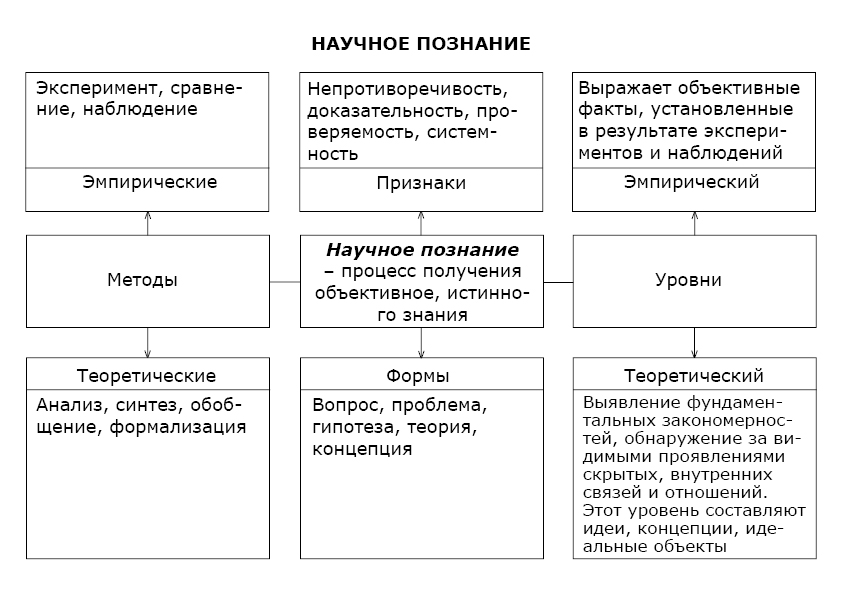 НАУЧНОЕ ПОЗНАНИЕ
Эксперимент, сравне-
ние, наблюдение
Эмпирические
Непротиворечивость,
доказательность, про-
веряемость, систем-
ность
Признаки
Выражает объективные
факты, установленные
в результате экспери-
ментов и наблюдений
Эмпирический
Методы
Научное познание
– процесс получения
объективное, истинно-
го знания
Уровни
Теоретические
Анализ, синтез, обоб-
щение, формализация
Формы
Вопрос, проблема,
гипотеза, теория,
концепция
Теоретический
Выявление фундамен-
тальных закономернос-
тей, обнаружение за ви-
димыми проявлениями
скрытых, внутренних
связей и отношений.
Этот уровень составляют
идеи, концепции, иде-
альные объекты